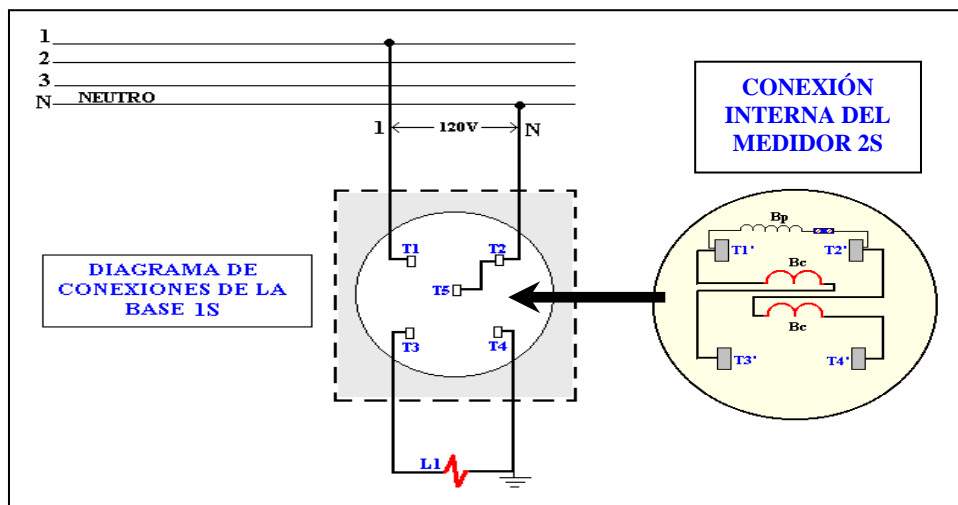 1
2
3
N NEUTRO
1 120V N
CONEXIÓN
INTERNA DEL
MEDIDOR 2S
DIAGRAMA DE
CONEXIONES DE LA
BASE 1S
T1 T2
T5
T3 T4
L1
Bp
T1' T2'
Bc
Bc
T3' T4'